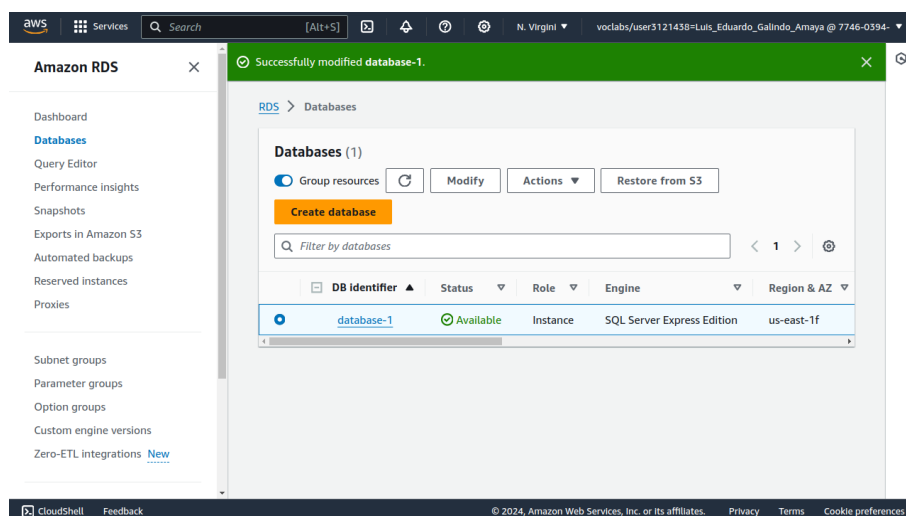 aws Services Search [Alt+S] N. Virgini ▼ voclabs/user3121438=Luis_Eduardo_Galindo_Amaya @ 7746-0394- ▼
Amazon RDS
Dashboard
Databases
Query Editor
Performance insights
Snapshots
Exports in Amazon S3
Automated backups
Reserved instances
Proxies
Subnet groups
Parameter groups
Option groups
Custom engine versions
Zero-ETL integrations New
Successfully modified database-1.
RDS > Databases
Databases (1)
Group resources Modify Actions ▼ Restore from S3
Create database
Filter by databases < 1 >
DB identifier ▲ Status ▽ Role ▽ Engine ▽ Region & AZ ▽
database-1 Available Instance SQL Server Express Edition us-east-1f
CloudShell Feedback © 2024, Amazon Web Services, Inc. or its affiliates. Privacy Terms Cookie preferences